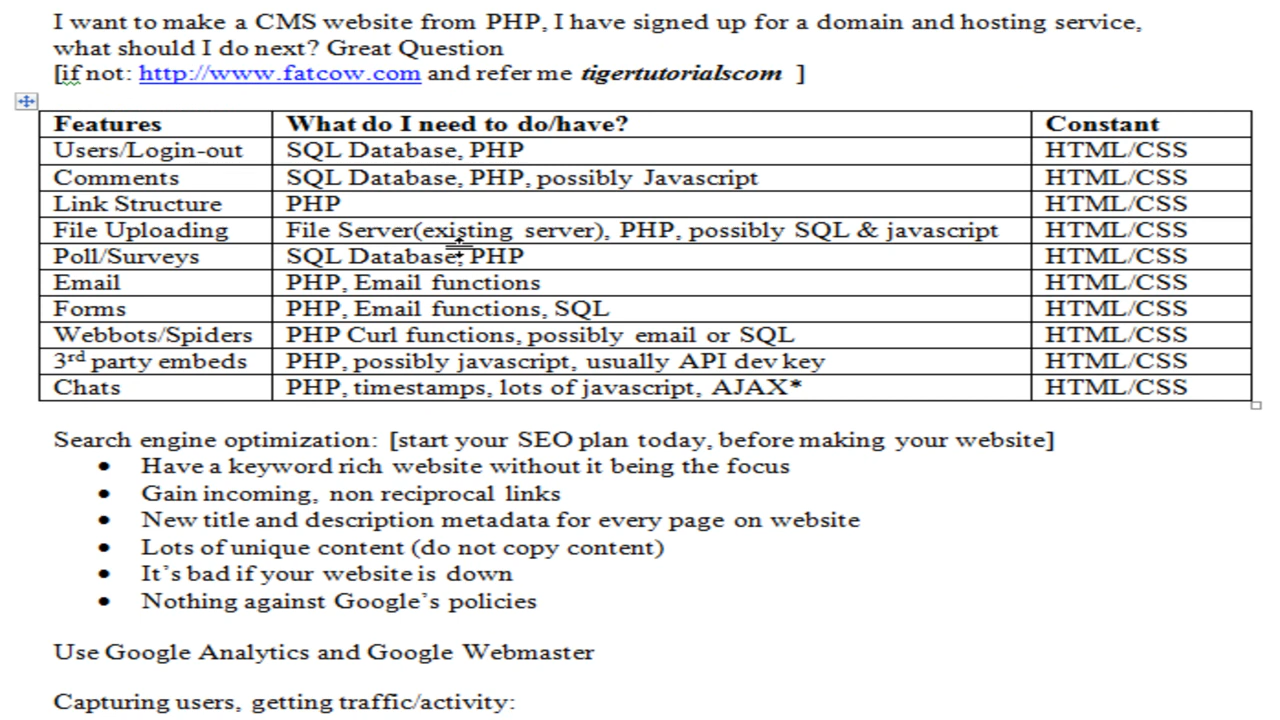 I want to make a CMS website from PHP, I have signed up for a domain and hosting service,
what should I do next? Great Question
[if not: http://www.fatcow.com and refer me tigertutorialscom ]
Features What do I need to do/have? Constant
Users/Login-out SQL Database, PHP HTML/CSS
Comments SQL Database, PHP, possibly Javascript HTML/CSS
Link Structure PHP HTML/CSS
File Uploading File Server(existing server), PHP, possibly SQL & javascript HTML/CSS
Poll/Surveys SQL Database, PHP HTML/CSS
Email PHP, Email functions HTML/CSS
Forms PHP, Email functions, SQL HTML/CSS
Webbots/Spiders PHP Curl functions, possibly email or SQL HTML/CSS
3rd party embeds PHP, possibly javascript, usually API dev key HTML/CSS
Chats PHP, timestamps, lots of javascript, AJAX* HTML/CSS
Search engine optimization: [start your SEO plan today, before making your website]
• Have a keyword rich website without it being the focus
• Gain incoming, non reciprocal links
• New title and description metadata for every page on website
• Lots of unique content (do not copy content)
• It's bad if your website is down
• Nothing against Google's policies
Use Google Analytics and Google Webmaster
Capturing users, getting traffic/activity: